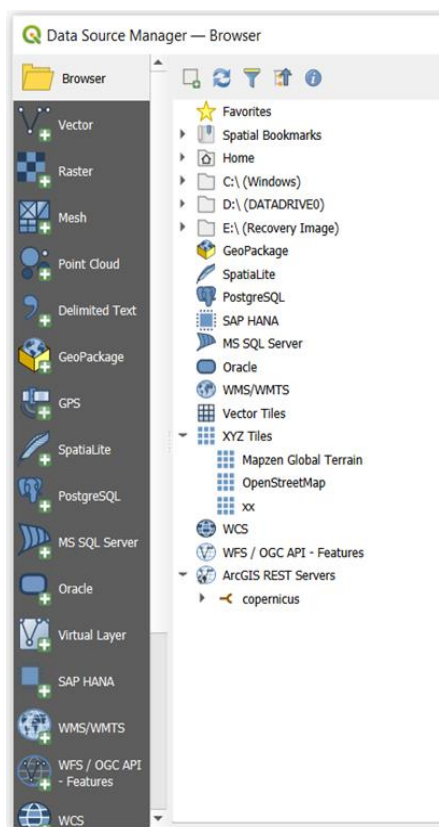 Data Source Manager — Browser
Browser
Vector
Raster
Mesh
Point Cloud
Delimited Text
GeoPackage
GPS
SpatiaLite
PostgreSQL
MS SQL Server
Oracle
Virtual Layer
SAP HANA
WMS/WMTS
WFS / OGC API
- Features
WCS
Favorites
Spatial Bookmarks
Home
C:\ (Windows)
D:\ (DATADRIVE0)
E:\ (Recovery Image)
GeoPackage
SpatiaLite
PostgreSQL
SAP HANA
MS SQL Server
Oracle
WMS/WMTS
Vector Tiles
XYZ Tiles
Mapzen Global Terrain
OpenStreetMap
xx
WCS
WFS / OGC API - Features
ArcGIS REST Servers
copernicus